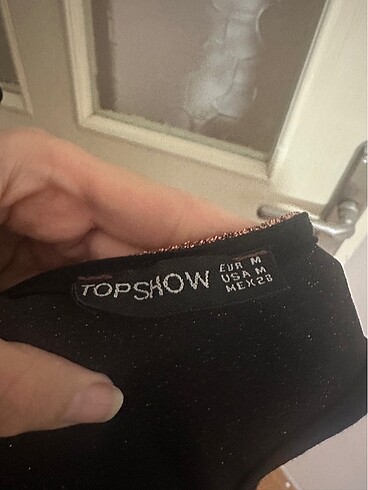 TOPSHOW
EUR M
USA M
MEX 28